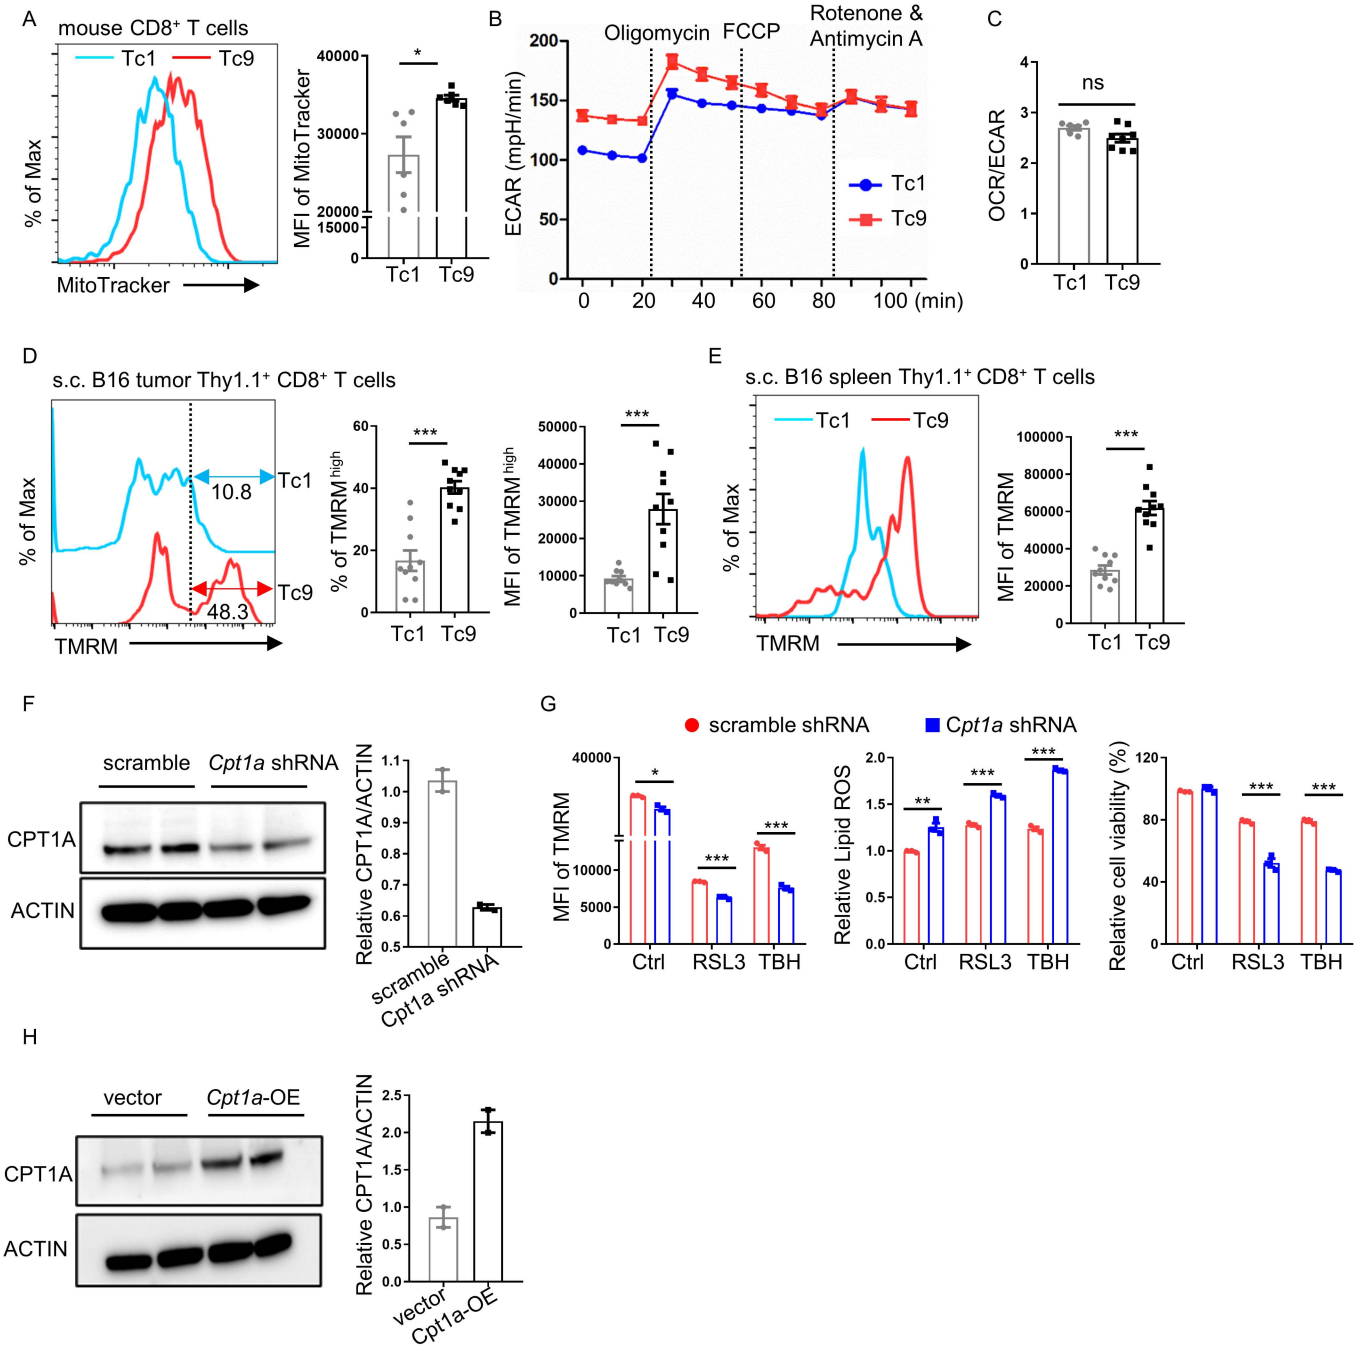 A
mouse CD8⁺ T cells
Tc1
Tc9
% of Max
MitoTracker
MFI of MitoTracker
40000
30000
20000
15000
0
Tc1
Tc9
*
B
Oligomycin
FCCP
Rotenone &
Antimycin A
ECAR (mpH/min)
200
150
100
50
0
Tc1
Tc9
0
20
40
60
80
100 (min)
C
OCR/ECAR
4
3
2
1
0
ns
Tc1
Tc9
D
s.c. B16 tumor Thy1.1⁺ CD8⁺ T cells
% of Max
Tc1
10.8
Tc9
48.3
TMRM
% of TMRMʰⁱᵍʰ
60
40
20
0
***
Tc1
Tc9
MFI of TMRMʰⁱᵍʰ
50000
40000
30000
20000
10000
0
***
Tc1
Tc9
E
s.c. B16 spleen Thy1.1⁺ CD8⁺ T cells
Tc1
Tc9
% of Max
TMRM
MFI of TMRM
100000
80000
60000
40000
20000
0
***
Tc1
Tc9
F
scramble
Cpt1a shRNA
CPT1A
ACTIN
Relative CPT1A/ACTIN
1.1
1.0
0.9
0.8
0.7
0.6
0.5
scramble
Cpt1a shRNA
G
scramble shRNA
Cpt1a shRNA
MFI of TMRM
40000
10000
5000
0
*
***
***
Ctrl
RSL3
TBH
Relative Lipid ROS
2.0
1.5
1.0
0.5
0.0
**
***
***
Ctrl
RSL3
TBH
Relative cell viability (%)
120
80
40
0
***
***
Ctrl
RSL3
TBH
H
vector
Cpt1a-OE
CPT1A
ACTIN
Relative CPT1A/ACTIN
2.5
2.0
1.5
1.0
0.5
0.0
vector
Cpt1a-OE